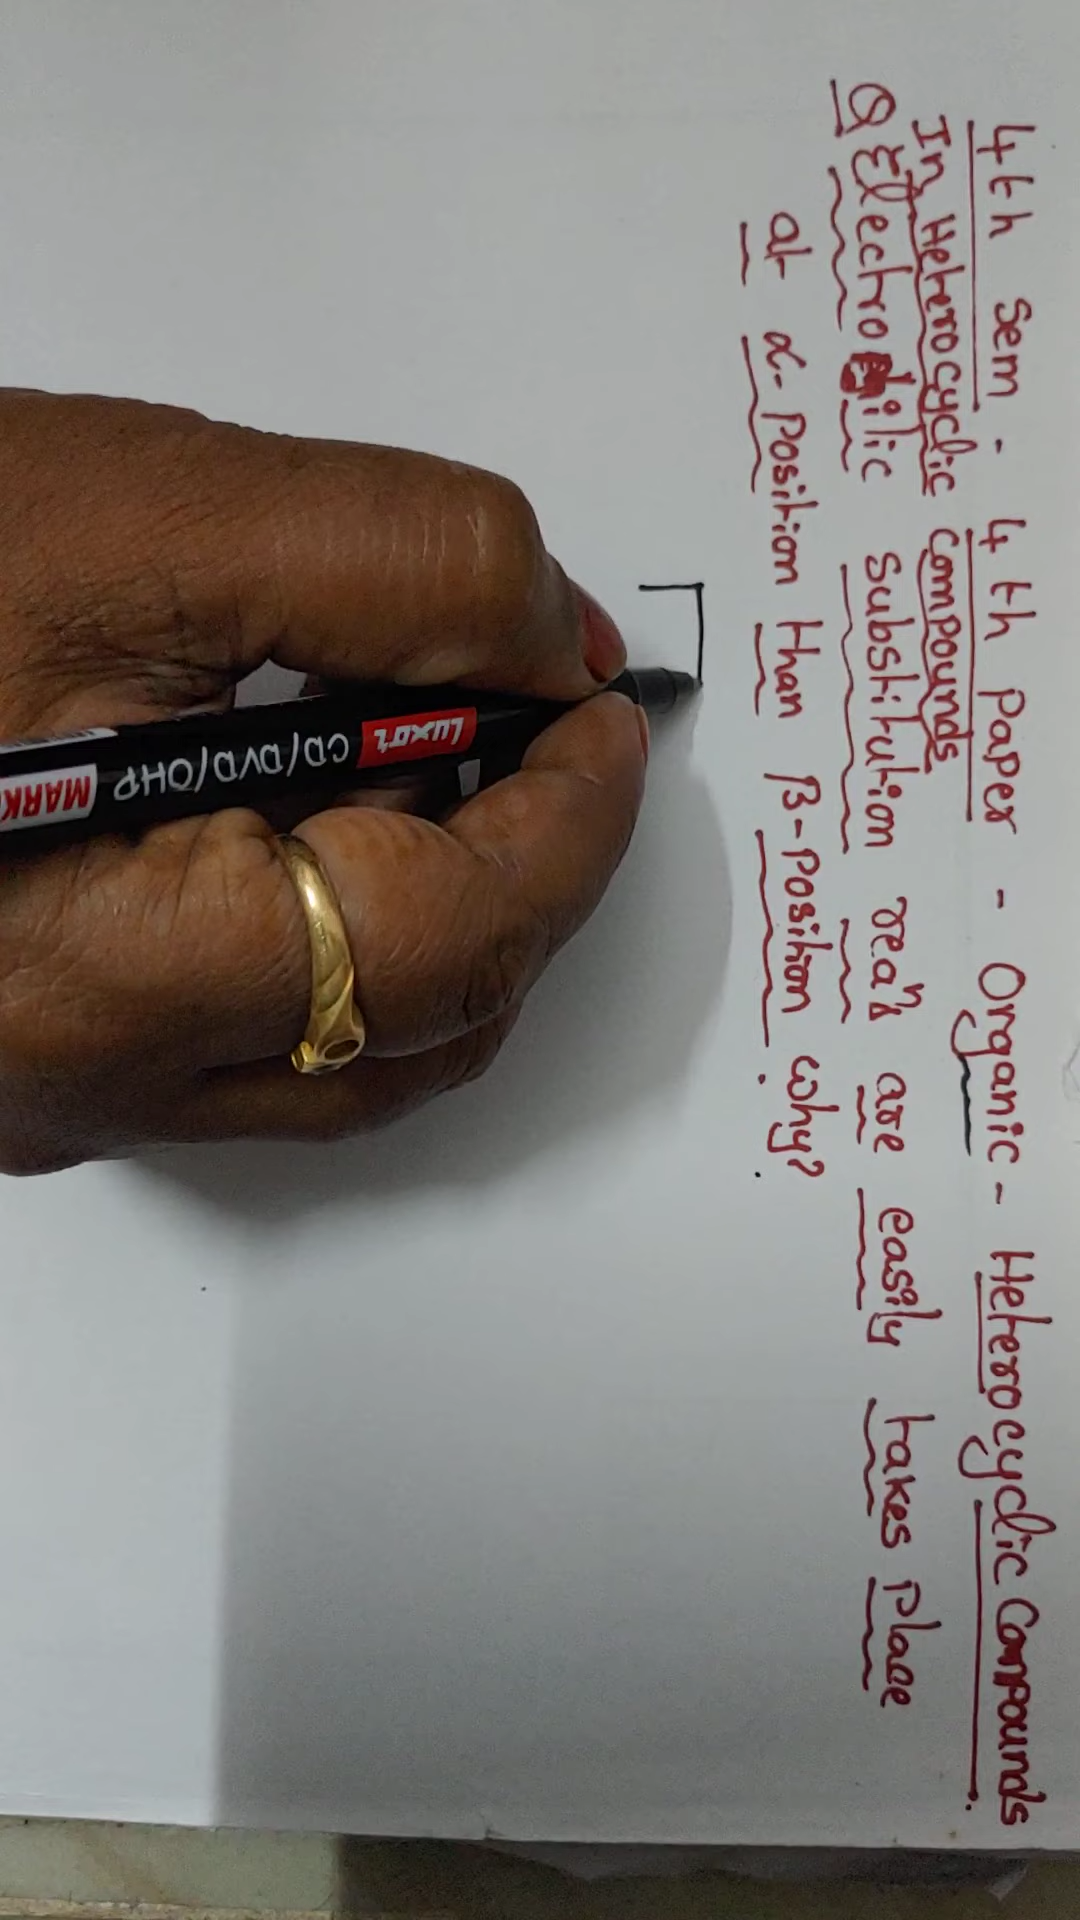 4th sem - 4th paper - Organic - Heterocyclic Compounds.
In Heterocyclic Compounds
Q Electrophilic substitution rea'ns are easily takes place
at α-position than β-position why?
LUXOR CD/DVD/OHP